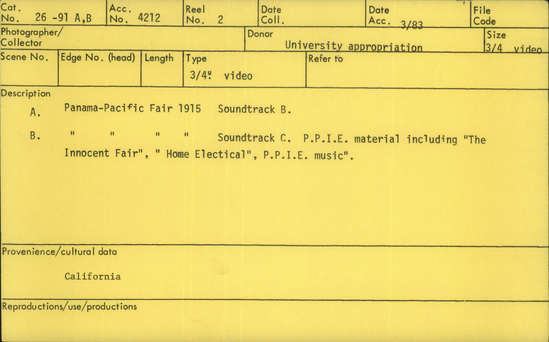 Cat. No. 26 -91 A,B Acc. No. 4212 Reel No. 2 Date Coll. Date Acc. 3/83 File Code
Photographer/ Collector Donor University appropriation Size 3/4 video
Scene No. Edge No. (head) Length Type 3/4" video Refer to
Description
A. Panama-Pacific Fair 1915 Soundtrack B.
B. " " " " Soundtrack C. P.P.I.E. material including "The
Innocent Fair", " Home Electical", P.P.I.E. music".
Provenience/cultural data
California
Reproductions/use/productions